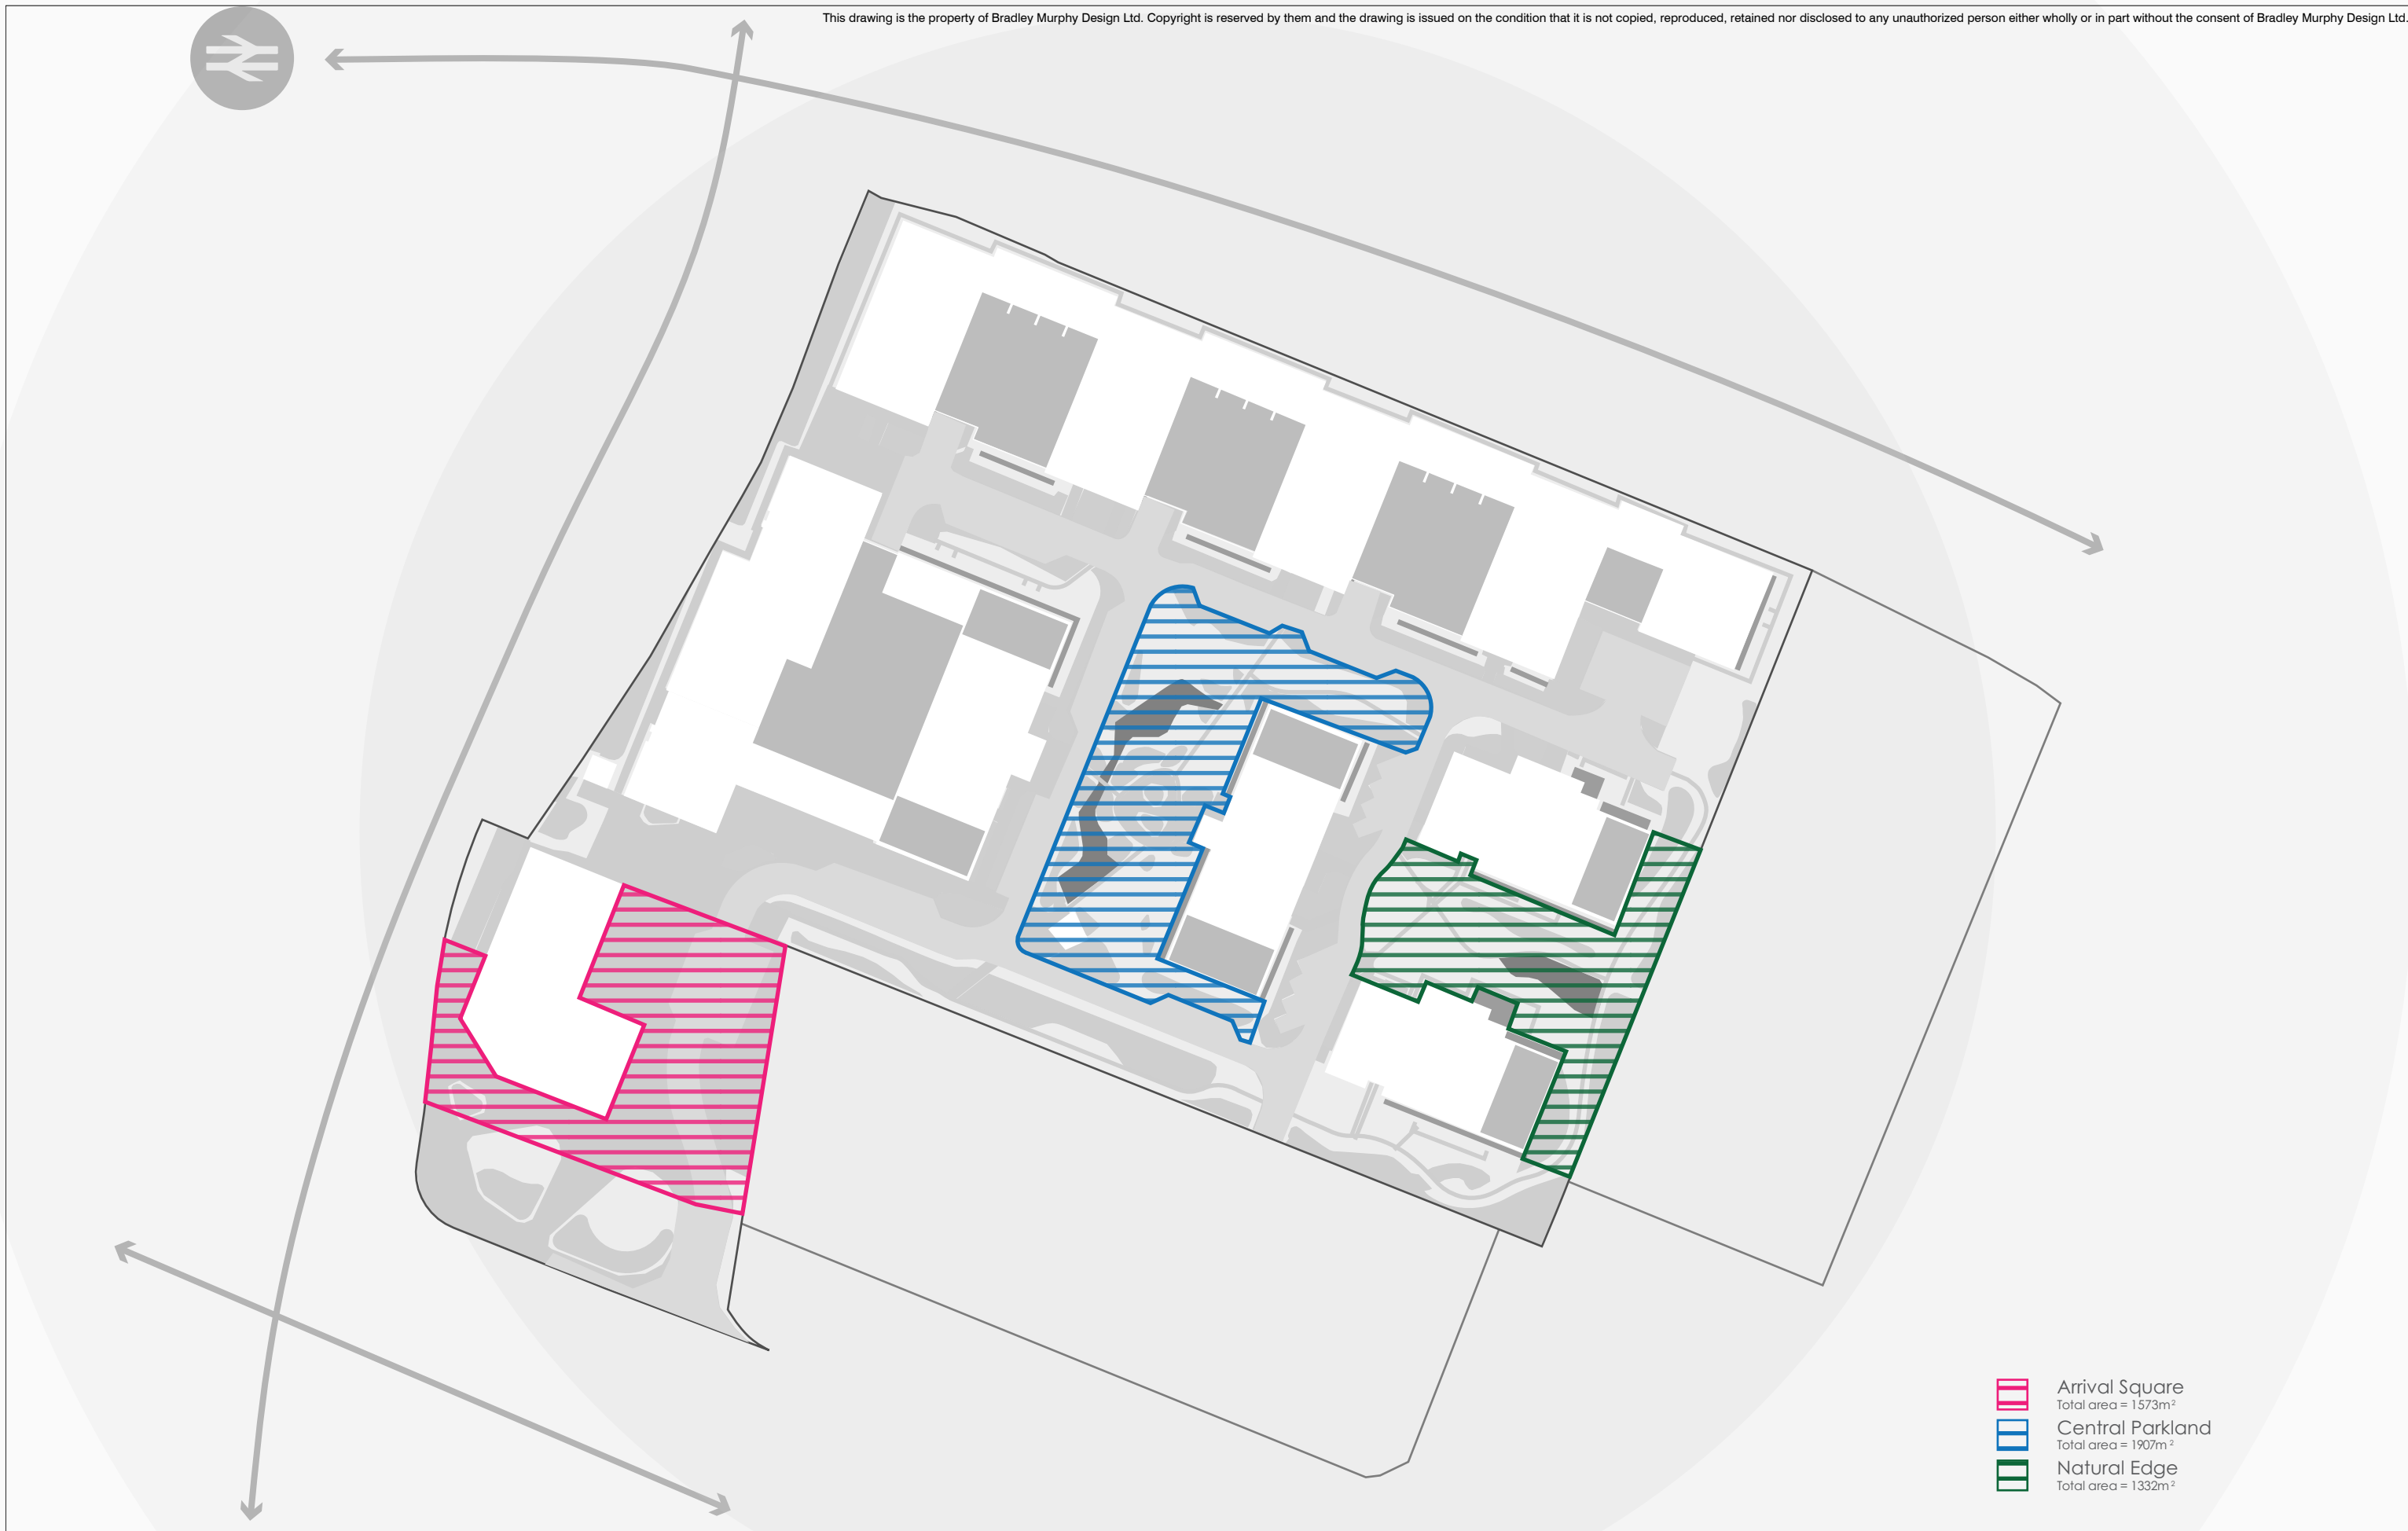 This drawing is the property of Bradley Murphy Design Ltd. Copyright is reserved by them and the drawing is issued on the condition that it is not copied, reproduced, retained nor disclosed to any unauthorized person either wholly or in part without the consent of Bradley Murphy Design Ltd.
Arrival Square
Total area = 1573m²
Central Parkland
Total area = 1907m²
Natural Edge
Total area = 1332m²